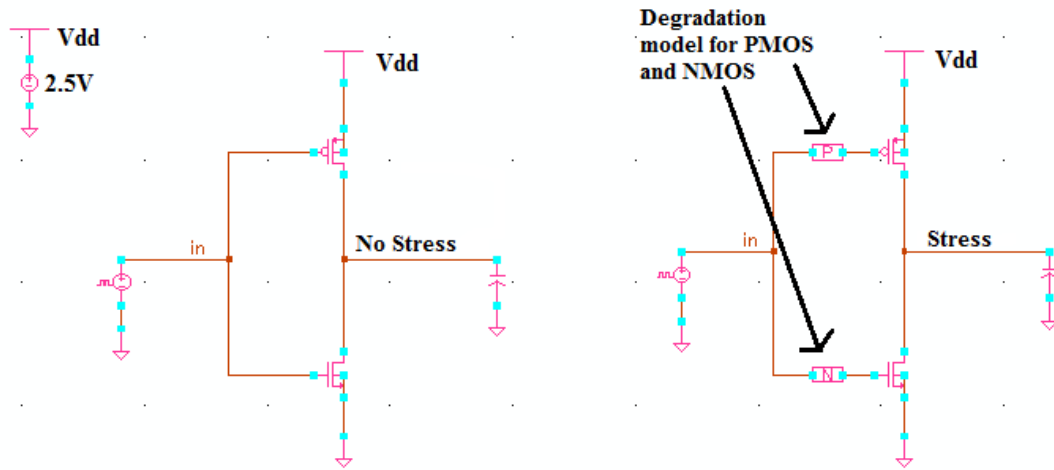 Vdd
2.5V
Vdd
in
No Stress
Degradation
model for PMOS
and NMOS
Vdd
P
in
Stress
N